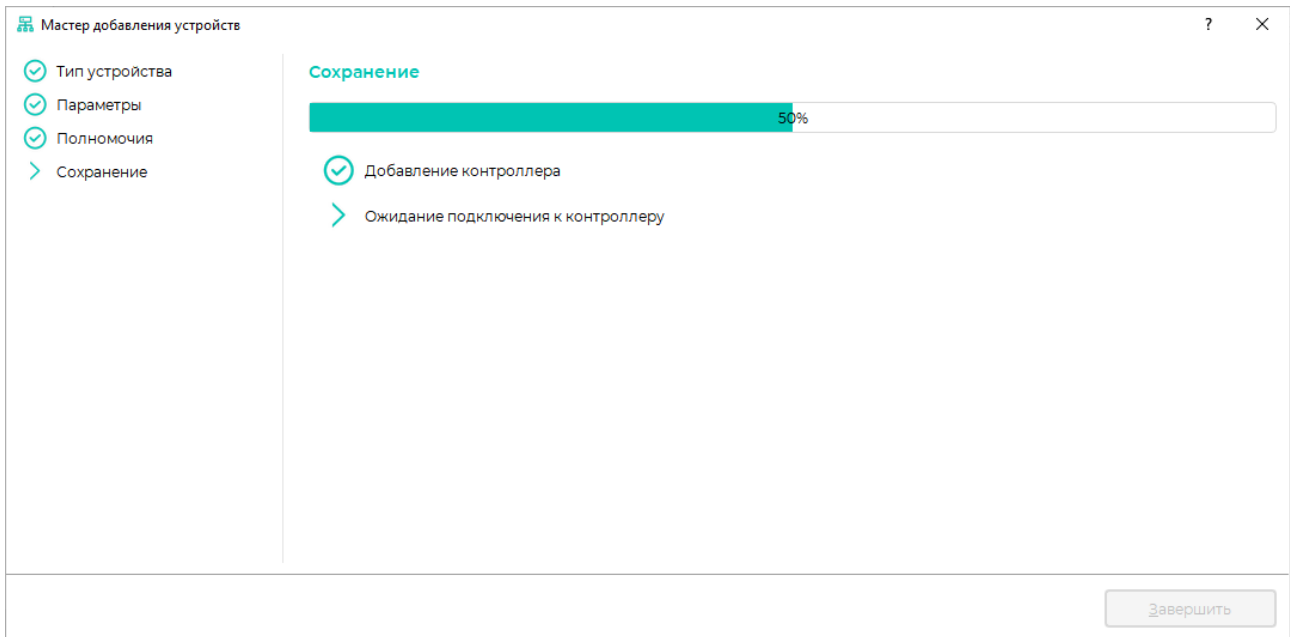 Мастер добавления устройств
?
Тип устройства
Параметры
Полномочия
Сохранение
Сохранение
50%
Добавление контроллера
Ожидание подключения к контроллеру
Завершить